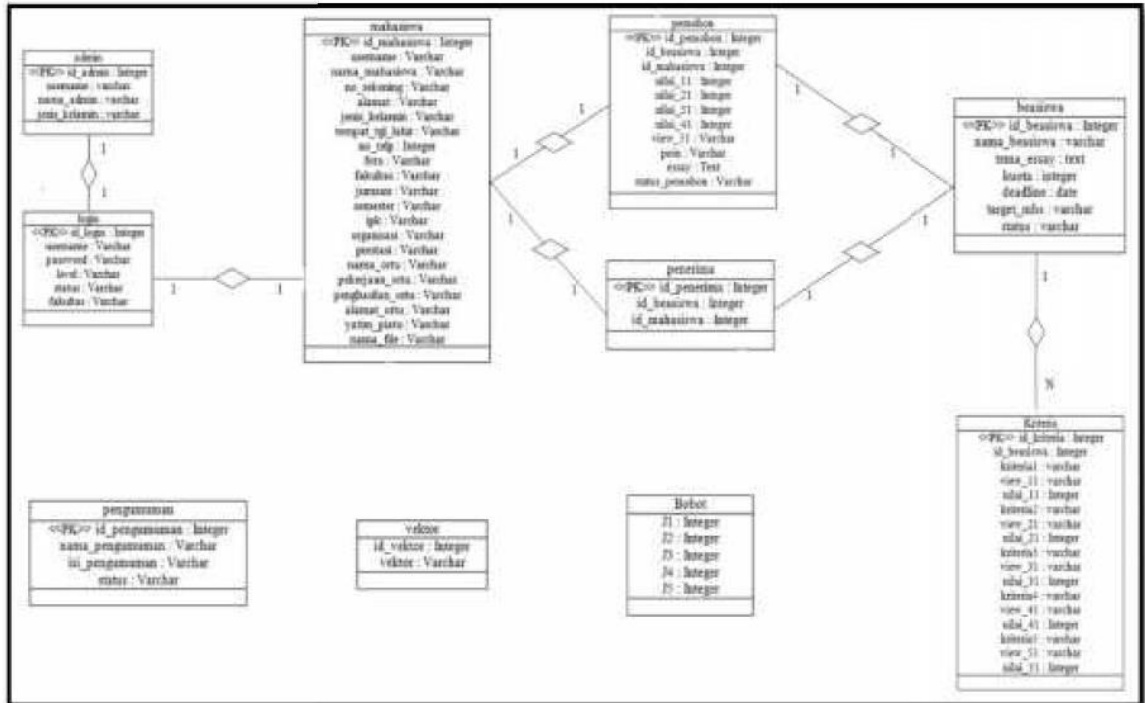 admin
<<PK>> id_admin : Integer
username : varchar
nama_admin : varchar
jenis_kelamin : varchar
1
1
login
<<PK>> id_login : Integer
username : Varchar
password : Varchar
level : Varchar
status : Varchar
fakultas : Varchar
1
1
mahasiswa
<<PK>> id_mahasiswa : Integer
username : Varchar
nama_mahasiswa : Varchar
no_rekening : Varchar
alamat : Varchar
jenis_kelamin : Varchar
tempat_tgl_lahir : Varchar
no_telp : Integer
foto : Varchar
fakultas : Varchar
jurusan : Varchar
semester : Varchar
ipk : Varchar
organisasi : Varchar
prestasi : Varchar
nama_ortu : Varchar
pekerjaan_ortu : Varchar
penghasilan_ortu : Varchar
alamat_ortu : Varchar
yatim_piatu : Varchar
nama_file : Varchar
1
1
1
1
pemohon
<<PK>> id_pemohon : Integer
id_beasiswa : Integer
id_mahasiswa : Integer
nilai_11 : Integer
nilai_21 : Integer
nilai_31 : Integer
nilai_41 : Integer
view_51 : Varchar
poin : Varchar
essay : Text
status_pemohon : Varchar
1
1
penerima
<<PK>> id_penerima : Integer
id_beasiswa : Integer
id_mahasiswa : Integer
1
1
beasiswa
<<PK>> id_beasiswa : Integer
nama_beasiswa : varchar
tema_essay : text
kuota : integer
deadline : date
target_mhs : varchar
status : varchar
1
N
Kriteria
<<PK>> id_kriteria : Integer
id_beasiswa : Integer
kriteria1 : varchar
view_11 : varchar
nilai_11 : Integer
kriteria2 : varchar
view_21 : varchar
nilai_21 : Integer
kriteria3 : varchar
view_31 : varchar
nilai_31 : Integer
kriteria4 : varchar
view_41 : varchar
nilai_41 : Integer
kriteria5 : varchar
view_51 : varchar
nilai_51 : Integer
pengumuman
<<PK>> id_pengumuman : Integer
nama_pengumuman : Varchar
isi_pengumuman : Varchar
status : Varchar
vektor
id_vektor : Integer
vektor : Varchar
Bobot
J1 : Integer
J2 : Integer
J3 : Integer
J4 : Integer
J5 : Integer